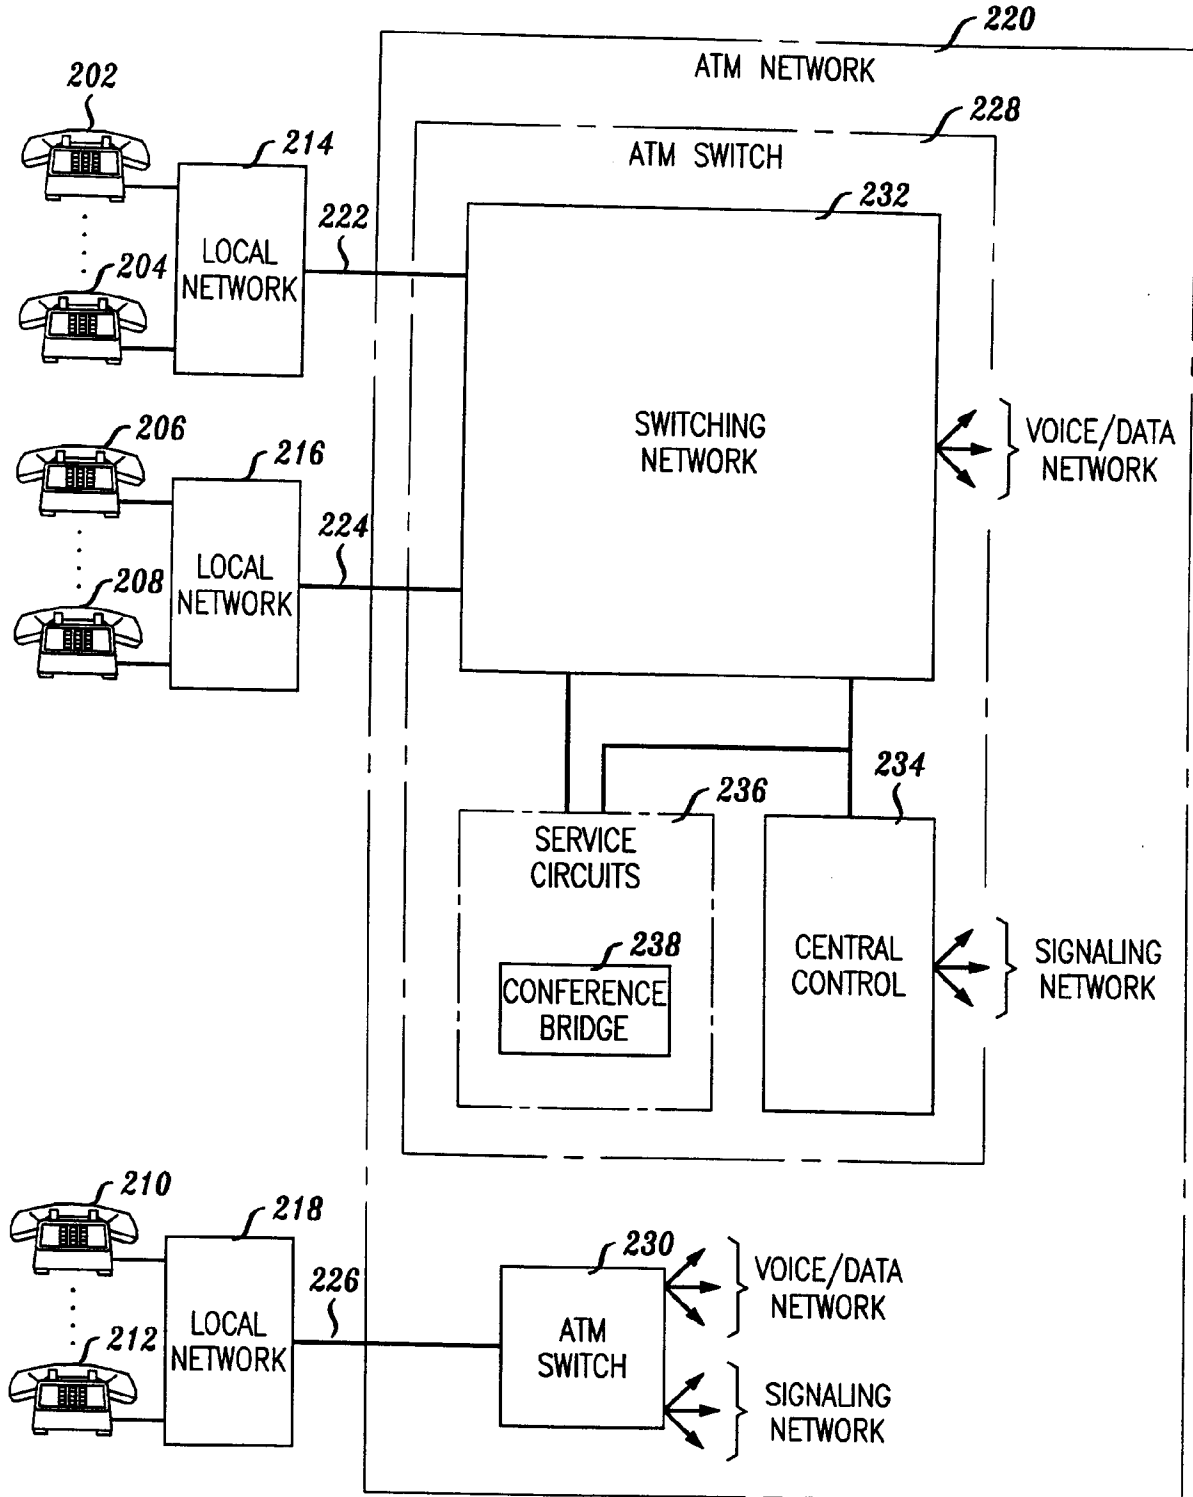 220
ATM NETWORK
202
228
214
ATM SWITCH
232
222
LOCAL
NETWORK
204
206
216
SWITCHING
NETWORK
VOICE/DATA
NETWORK
224
LOCAL
NETWORK
208
236
234
SERVICE
CIRCUITS
238
CONFERENCE
BRIDGE
CENTRAL
CONTROL
SIGNALING
NETWORK
210
218
230
226
VOICE/DATA
NETWORK
LOCAL
NETWORK
212
ATM
SWITCH
SIGNALING
NETWORK